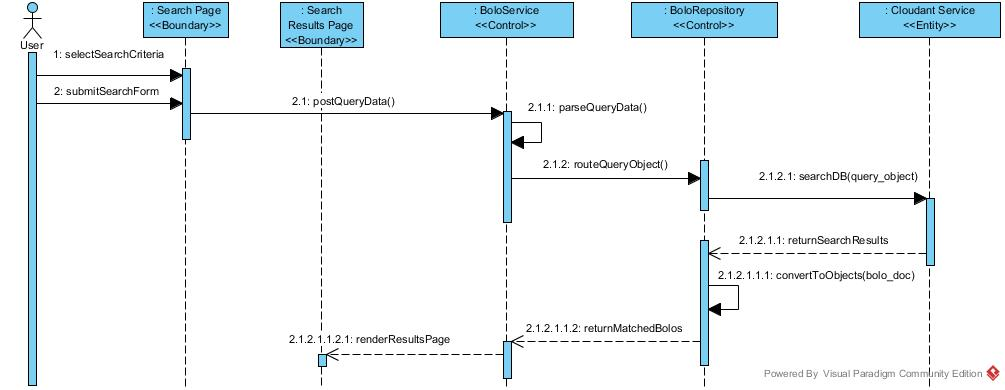 : Search Page
<<Boundary>>
: Search
Results Page
<<Boundary>>
: BoloService
<<Control>>
: BoloRepository
<<Control>>
: Cloudant Service
<<Entity>>
User
1: selectSearchCriteria
2: submitSearchForm
2.1: postQueryData()
2.1.1: parseQueryData()
2.1.2: routeQueryObject()
2.1.2.1: searchDB(query_object)
2.1.2.1.1: returnSearchResults
2.1.2.1.1.1: convertToObjects(bolo_doc)
2.1.2.1.1.2: returnMatchedBolos
2.1.2.1.1.2.1: renderResultsPage
Powered By Visual Paradigm Community Edition